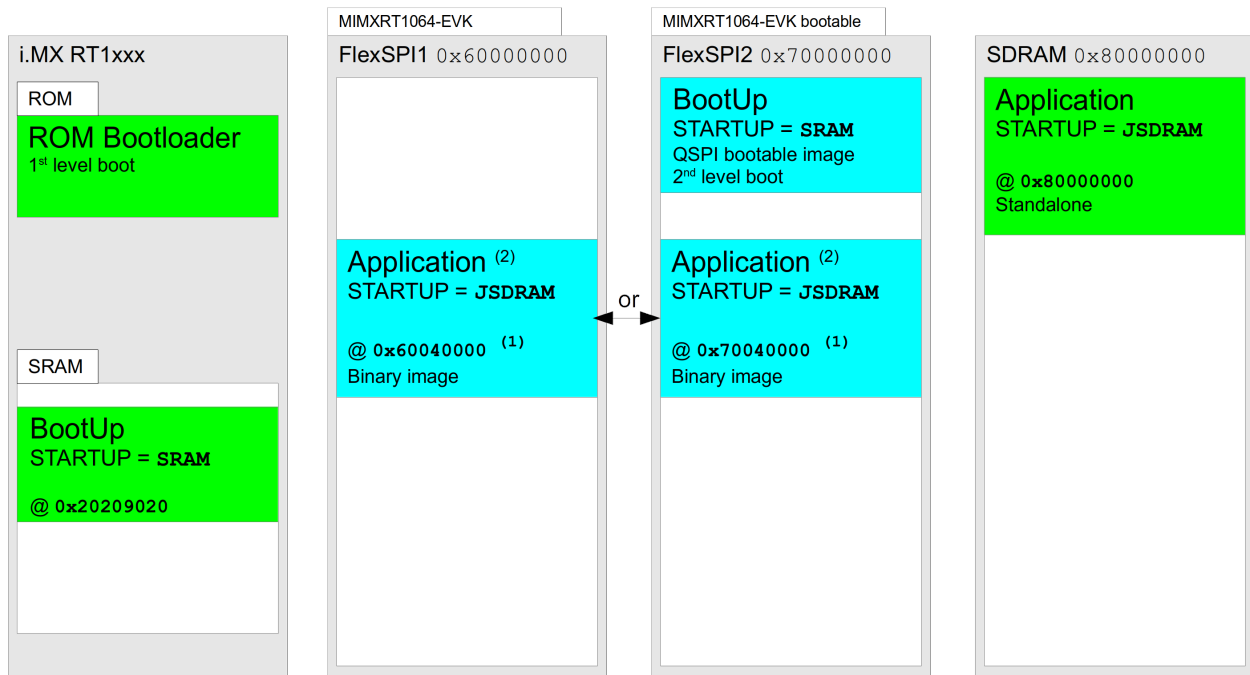 i.MX RT1xxx
ROM
ROM Bootloader
1st level boot
SRAM
BootUp
STARTUP = SRAM
@ 0x20209020
MIMXRT1064-EVK
FlexSPI1 0x60000000
Application (2)
STARTUP = JSDRAM
@ 0x60040000 (1)
Binary image
or
MIMXRT1064-EVK bootable
FlexSPI2 0x70000000
BootUp
STARTUP = SRAM
QSPI bootable image
2nd level boot
Application (2)
STARTUP = JSDRAM
@ 0x70040000 (1)
Binary image
SDRAM 0x80000000
Application
STARTUP = JSDRAM
@ 0x80000000
Standalone